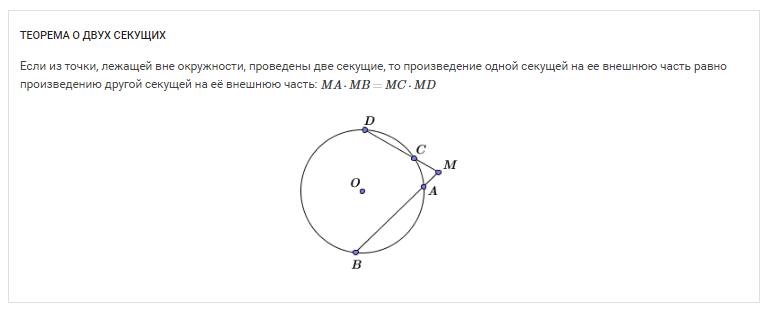 ТЕОРЕМА О ДВУХ СЕКУЩИХ
Если из точки, лежащей вне окружности, проведены две секущие, то произведение одной секущей на ее внешнюю часть равно
произведению другой секущей на её внешнюю часть: MA·MB=MC·MD
D
C
M
O
A
B